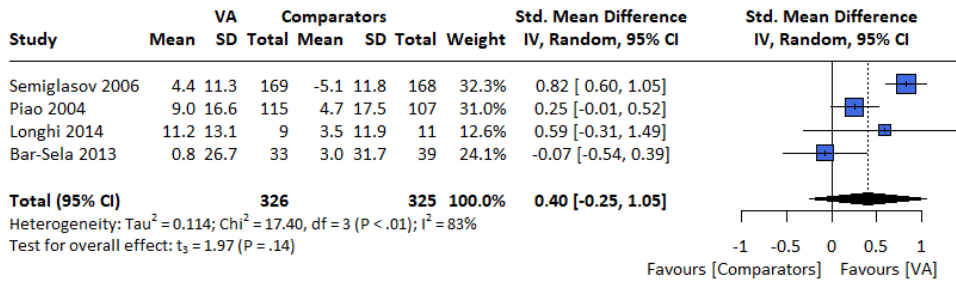 VA Comparators Std. Mean Difference Std. Mean Difference
Study Mean SD Total Mean SD Total Weight IV, Random, 95% CI IV, Random, 95% CI
Semiglasov 2006 4.4 11.3 169 -5.1 11.8 168 32.3% 0.82 [ 0.60, 1.05]
Piao 2004 9.0 16.6 115 4.7 17.5 107 31.0% 0.25 [-0.01, 0.52]
Longhi 2014 11.2 13.1 9 3.5 11.9 11 12.6% 0.59 [-0.31, 1.49]
Bar-Sela 2013 0.8 26.7 33 3.0 31.7 39 24.1% -0.07 [-0.54, 0.39]
Total (95% CI) 326 325 100.0% 0.40 [-0.25, 1.05]
Heterogeneity: Tau² = 0.114; Chi² = 17.40, df = 3 (P < .01); I² = 83%
Test for overall effect: t₃ = 1.97 (P = .14)
-1 -0.5 0 0.5 1
Favours [Comparators] Favours [VA]